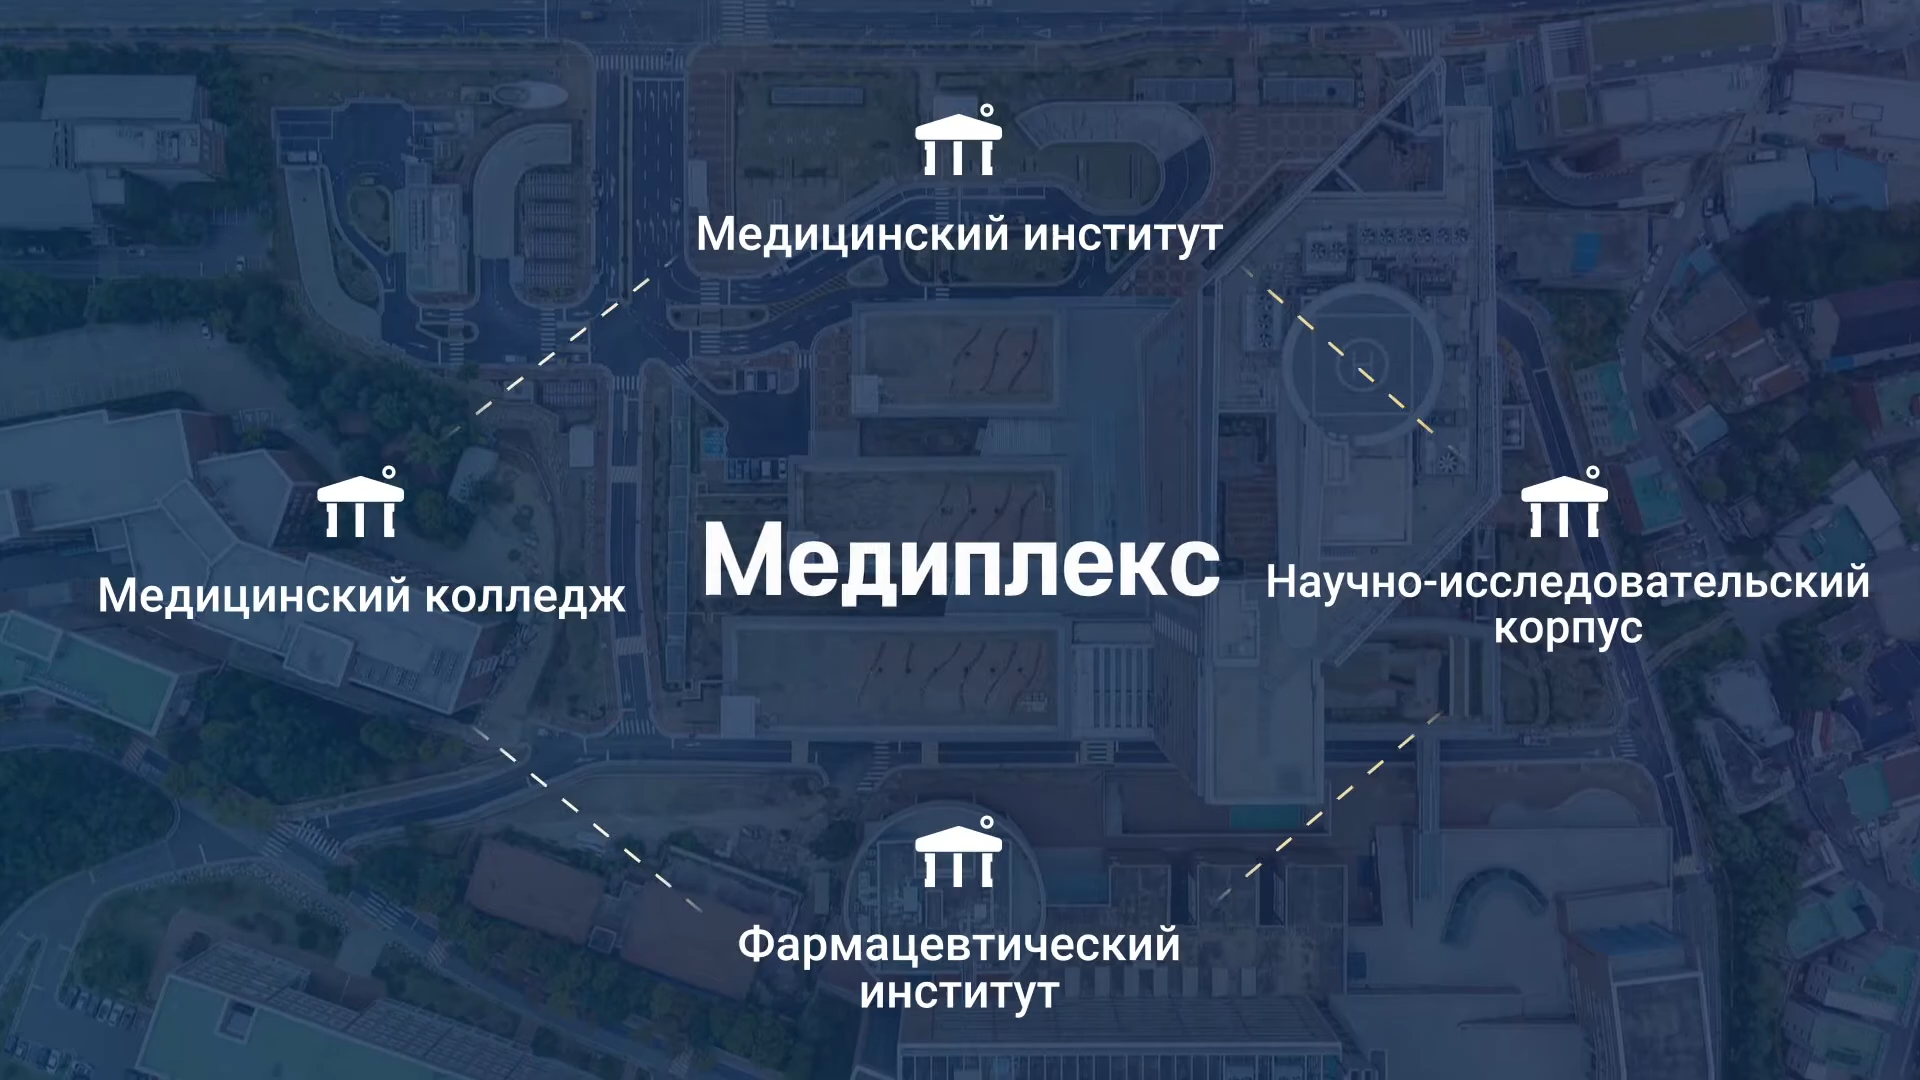 Медицинский институт
Медицинский колледж
Медиплекс
Научно-исследовательский
корпус
Фармацевтический
институт